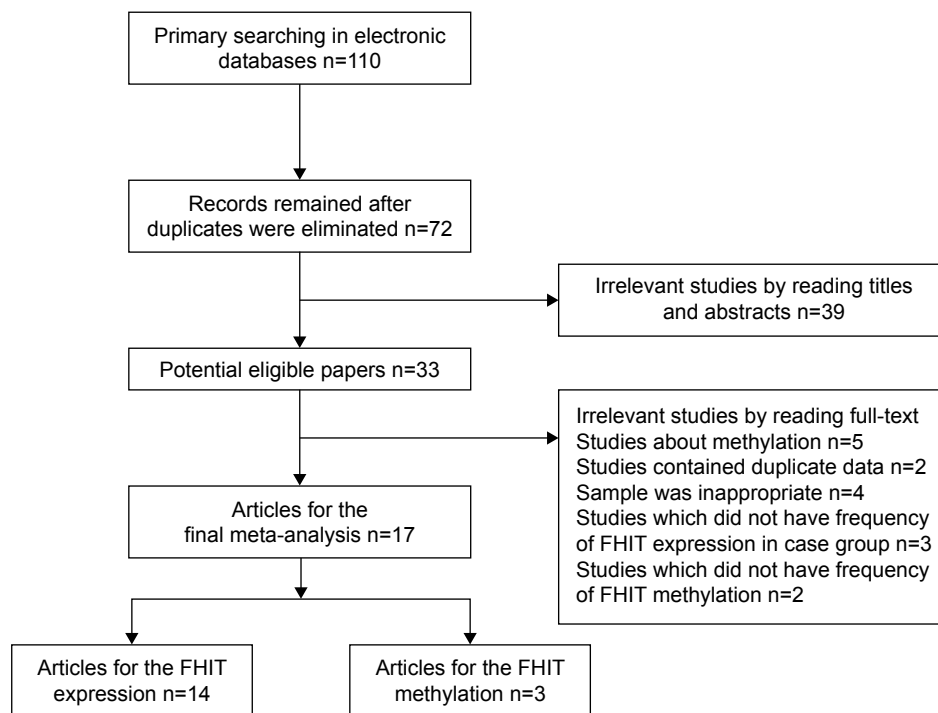 Primary searching in electronic
databases n=110
Records remained after
duplicates were eliminated n=72
Irrelevant studies by reading titles
and abstracts n=39
Potential eligible papers n=33
Irrelevant studies by reading full-text
Studies about methylation n=5
Studies contained duplicate data n=2
Sample was inappropriate n=4
Studies which did not have frequency
of FHIT expression in case group n=3
Studies which did not have frequency
of FHIT methylation n=2
Articles for the
final meta-analysis n=17
Articles for the FHIT
expression n=14
Articles for the FHIT
methylation n=3